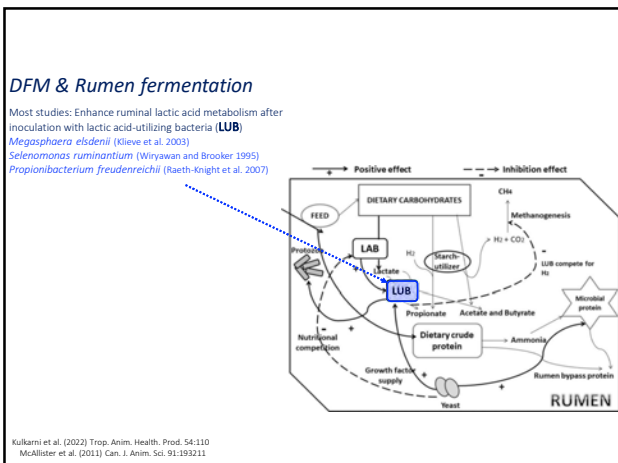 DFM & Rumen fermentation
Most studies: Enhance ruminal lactic acid metabolism after
inoculation with lactic acid-utilizing bacteria (LUB)
Megasphaera elsdenii (Klieve et al. 2003)
Selenomonas ruminantium (Wiryawan and Brooker 1995)
Propionibacterium freudenreichii (Raeth-Knight et al. 2007)
+ Positive effect
- Inhibition effect
FEED
DIETARY CARBOHYDRATES
CH4
Methanogenesis
Protozoa
LAB
H2
Starch-
utilizer
H2 + CO2
-
LUB compete for
H2
+
Lactate
LUB
Propionate
Acetate and Butyrate
Microbial
protein
-
Nutritional
competition
+
Dietary crude
protein
Ammonia
Growth factor
supply
+
+
Rumen bypass protein
Yeast
RUMEN
Kulkarni et al. (2022) Trop. Anim. Health. Prod. 54:110
McAllister et al. (2011) Can. J. Anim. Sci. 91:193211